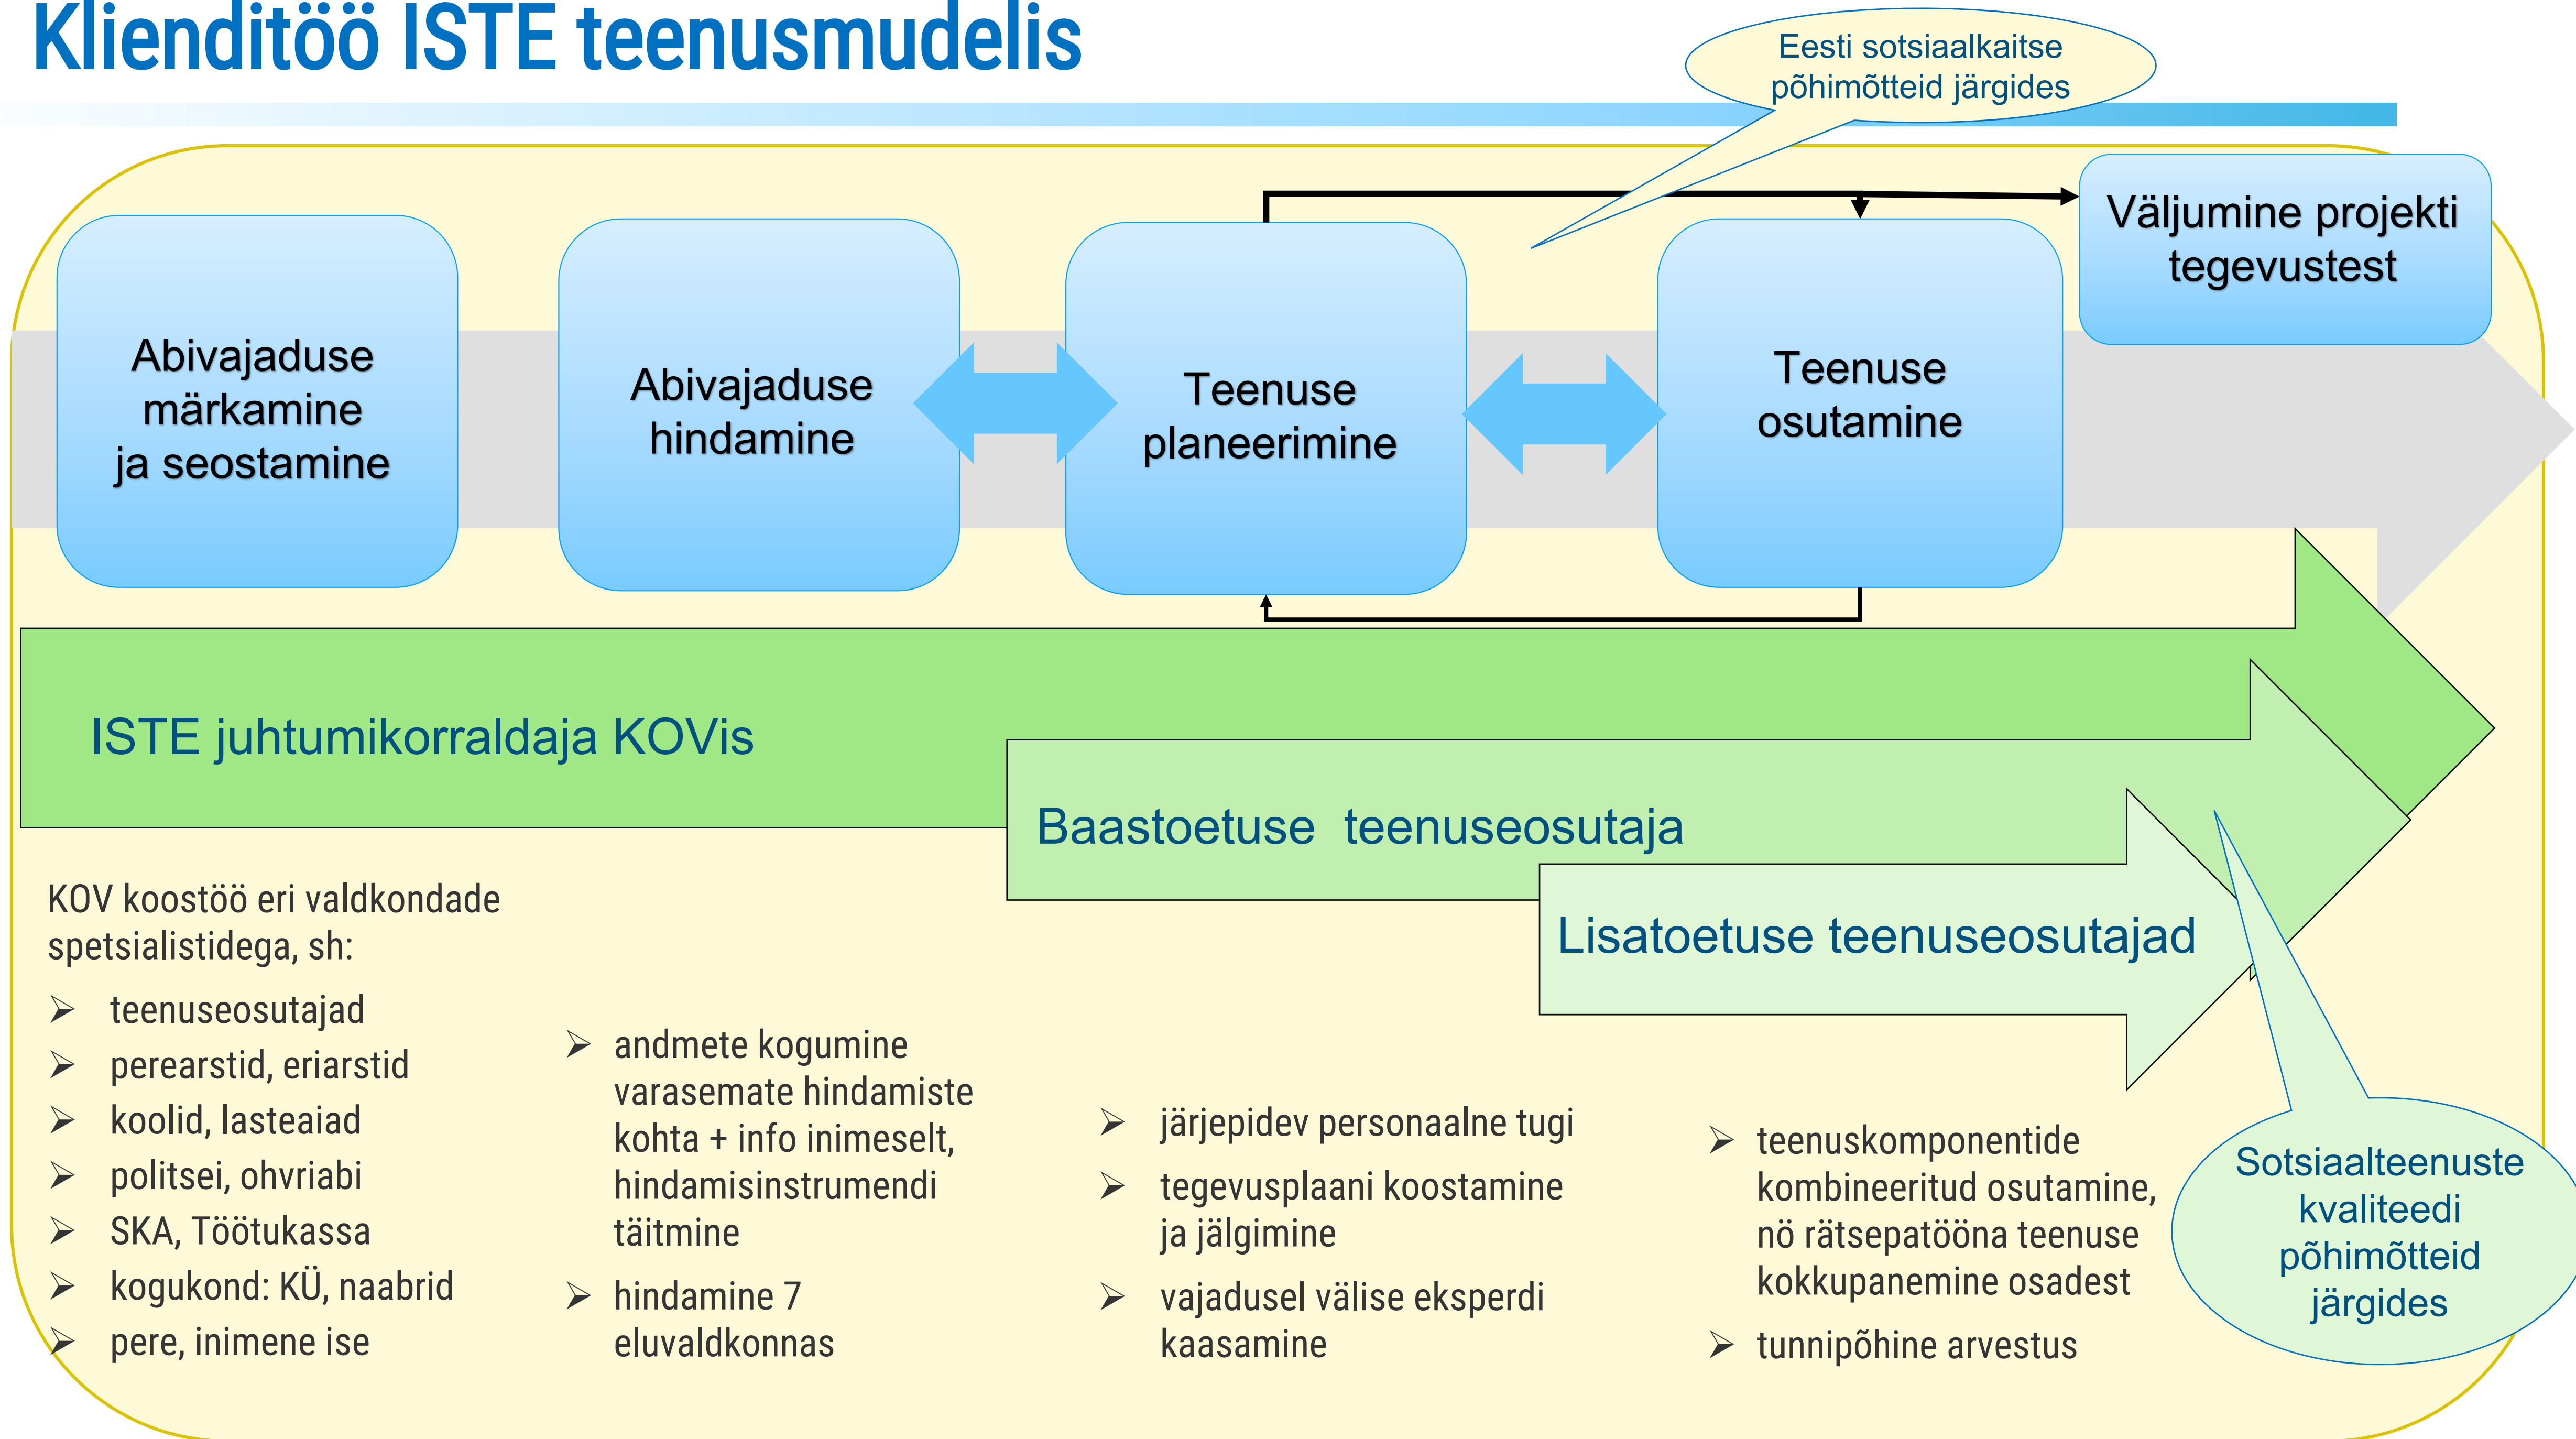 Klienditöö ISTE teenusmudelis
Eesti sotsiaalkaitse
põhimõtteid järgides
Abivajaduse
märkamine
ja seostamine
Abivajaduse
hindamine
Teenuse
planeerimine
Teenuse
osutamine
Väljumine projekti
tegevustest
ISTE juhtumikorraldaja KOVis
Baastoetuse teenuseosutaja
Lisatoetuse teenuseosutajad
KOV koostöö eri valdkondade
spetsialistidega, sh:
➢ teenuseosutajad
➢ perearstid, eriarstid
➢ koolid, lasteaiad
➢ politsei, ohvriabi
➢ SKA, Töötukassa
➢ kogukond: KÜ, naabrid
➢ pere, inimene ise
➢ andmete kogumine
varasemate hindamiste
kohta + info inimeselt,
hindamisinstrumendi
täitmine
➢ hindamine 7
eluvaldkonnas
➢ järjepidev personaalne tugi
➢ tegevusplaani koostamine
ja jälgimine
➢ vajadusel välise eksperdi
kaasamine
➢ teenuskomponentide
kombineeritud osutamine,
nö rätsepatööna teenuse
kokkupanemine osadest
➢ tunnipõhine arvestus
Sotsiaalteenuste
kvaliteedi
põhimõtteid
järgides